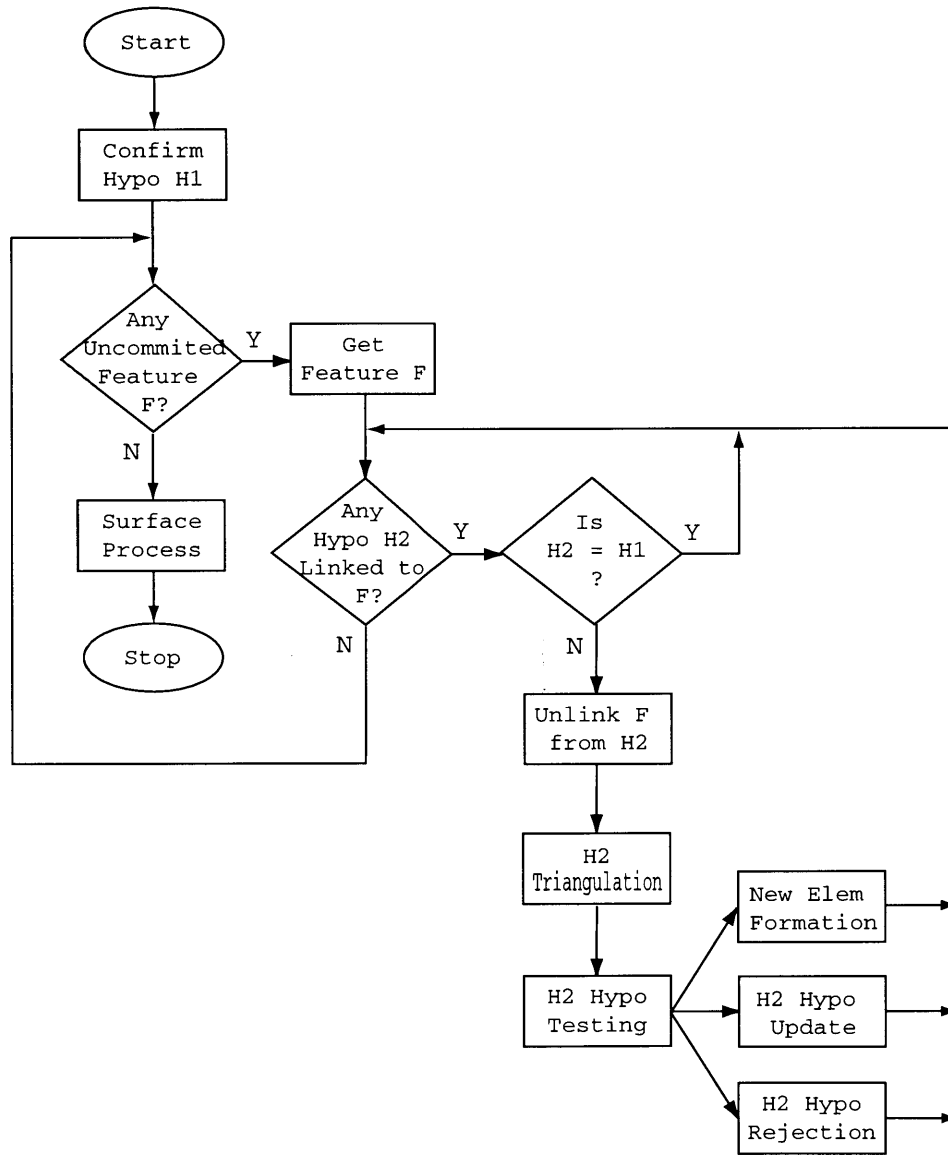 Start
Confirm
Hypo H1
Any
Uncommited
Feature
F?
Y
Get
Feature F
N
Surface
Process
Stop
Any
Hypo H2
Linked to
F?
Y
N
Is
H2 = H1
?
Y
N
Unlink F
from H2
H2
Triangulation
H2 Hypo
Testing
New Elem
Formation
H2 Hypo
Update
H2 Hypo
Rejection